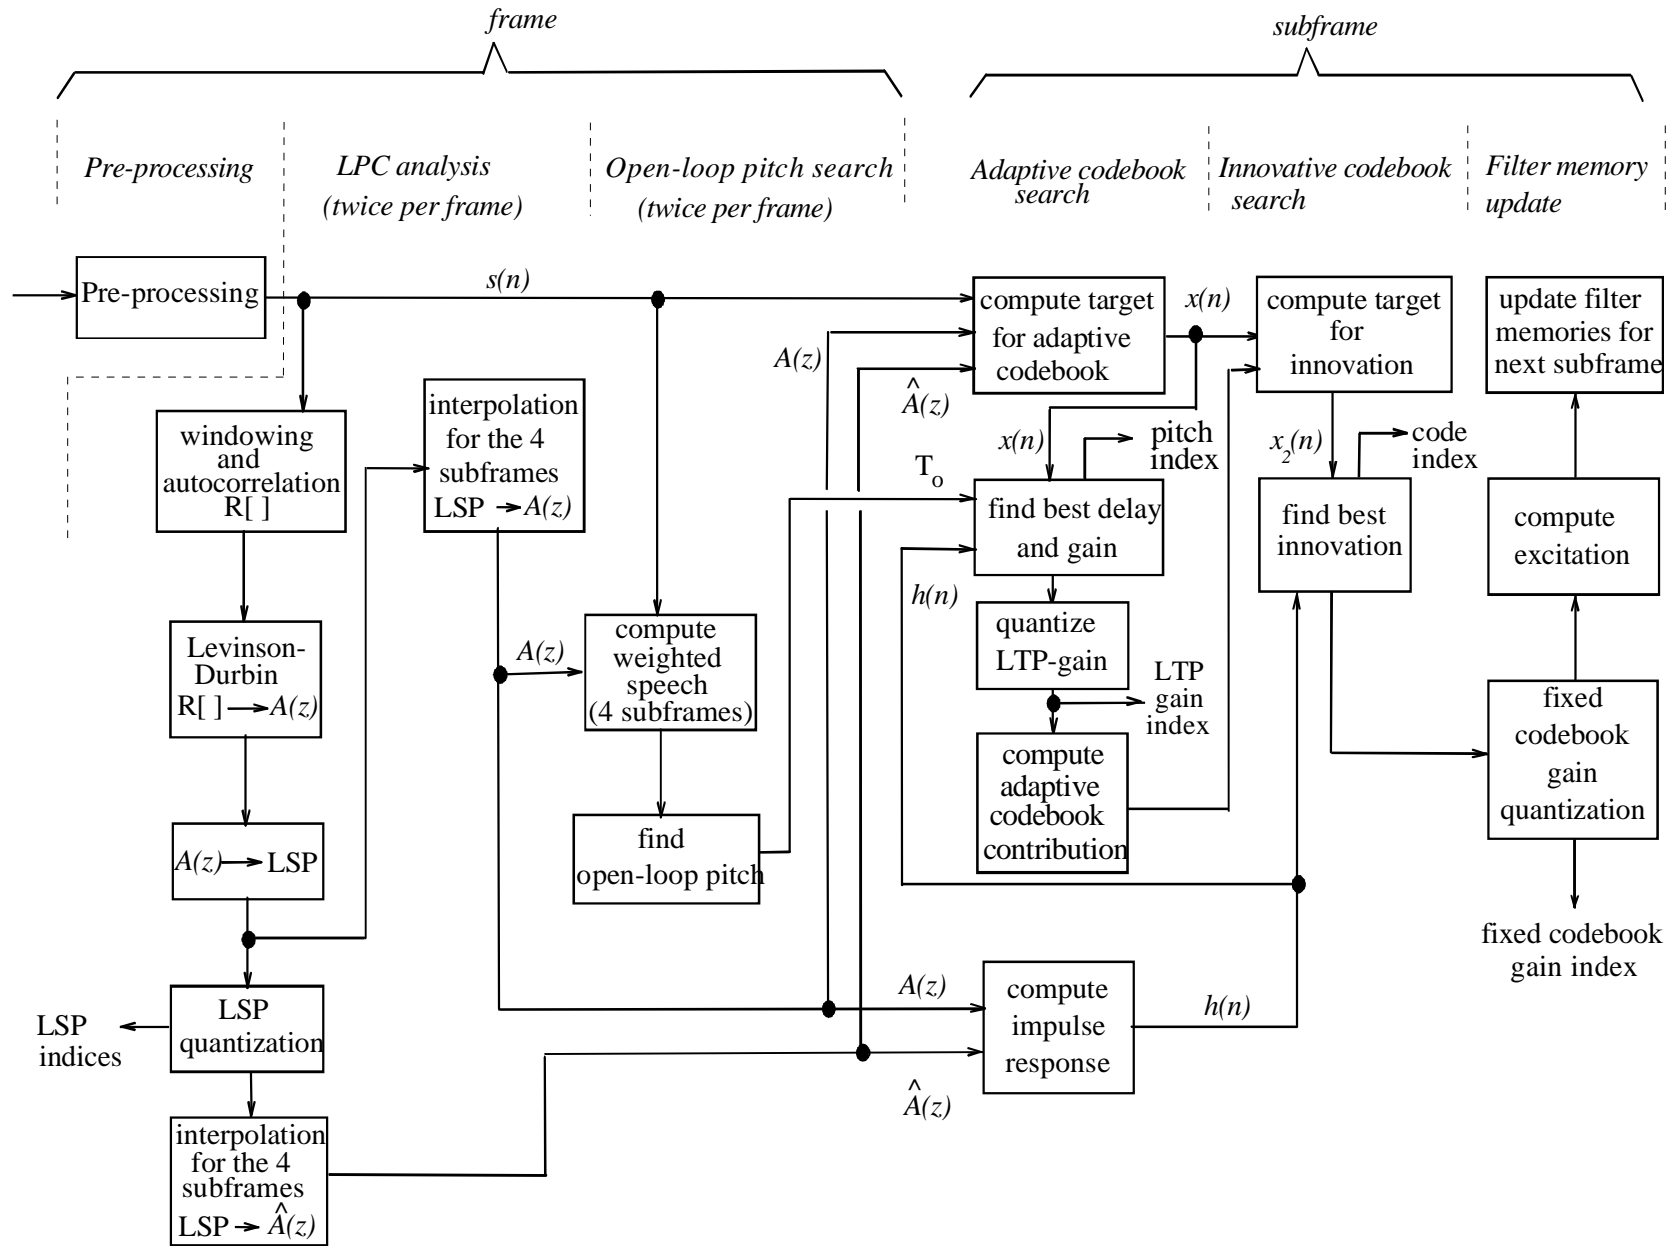 frame
subframe
Pre-processing
LPC analysis
(twice per frame)
Open-loop pitch search
(twice per frame)
Adaptive codebook
search
Innovative codebook
search
Filter memory
update
Pre-processing
s(n)
windowing
and
autocorrelation
R[ ]
Levinson-
Durbin
R[ ] → A(z)
A(z) → LSP
LSP
quantization
LSP
indices
interpolation
for the 4
subframes
LSP → Â(z)
interpolation
for the 4
subframes
LSP → A(z)
A(z)
compute
weighted
speech
(4 subframes)
find
open-loop pitch
A(z)
Â(z)
T₀
h(n)
compute target
for adaptive
codebook
x(n)
x(n)
pitch
index
find best delay
and gain
quantize
LTP-gain
LTP
gain
index
compute
adaptive
codebook
contribution
A(z)
Â(z)
compute
impulse
response
h(n)
compute target
for
innovation
x₂(n)
code
index
find best
innovation
update filter
memories for
next subframe
compute
excitation
fixed
codebook
gain
quantization
fixed codebook
gain index